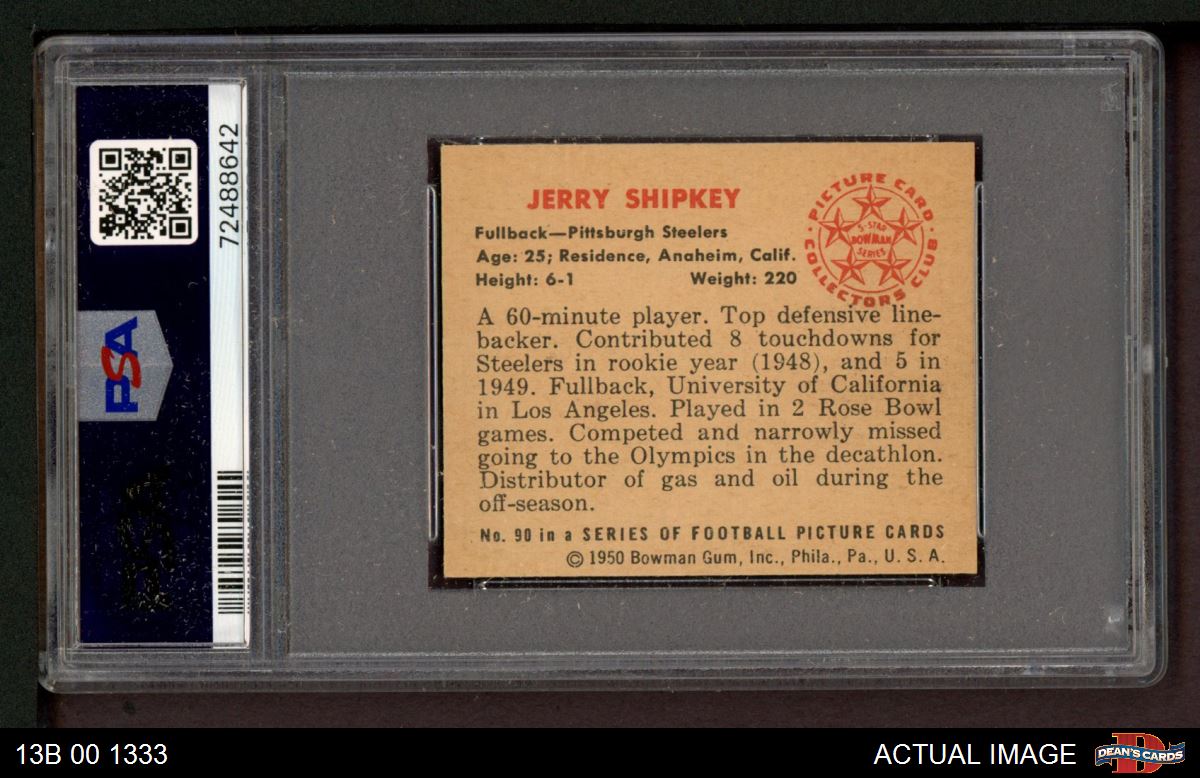 72488642
PSA
JERRY SHIPKEY
Fullback—Pittsburgh Steelers
Age: 25; Residence, Anaheim, Calif.
Height: 6-1 Weight: 220
PICTURE CARD
COLLECTORS CLUB
5-STAR
BOWMAN
SERIES
A 60-minute player. Top defensive line-
backer. Contributed 8 touchdowns for
Steelers in rookie year (1948), and 5 in
1949. Fullback, University of California
in Los Angeles. Played in 2 Rose Bowl
games. Competed and narrowly missed
going to the Olympics in the decathlon.
Distributor of gas and oil during the
off-season.
No. 90 in a SERIES OF FOOTBALL PICTURE CARDS
© 1950 Bowman Gum, Inc., Phila., Pa., U. S. A.
13B 00 1333
ACTUAL IMAGE
D
DEAN'S CARDS